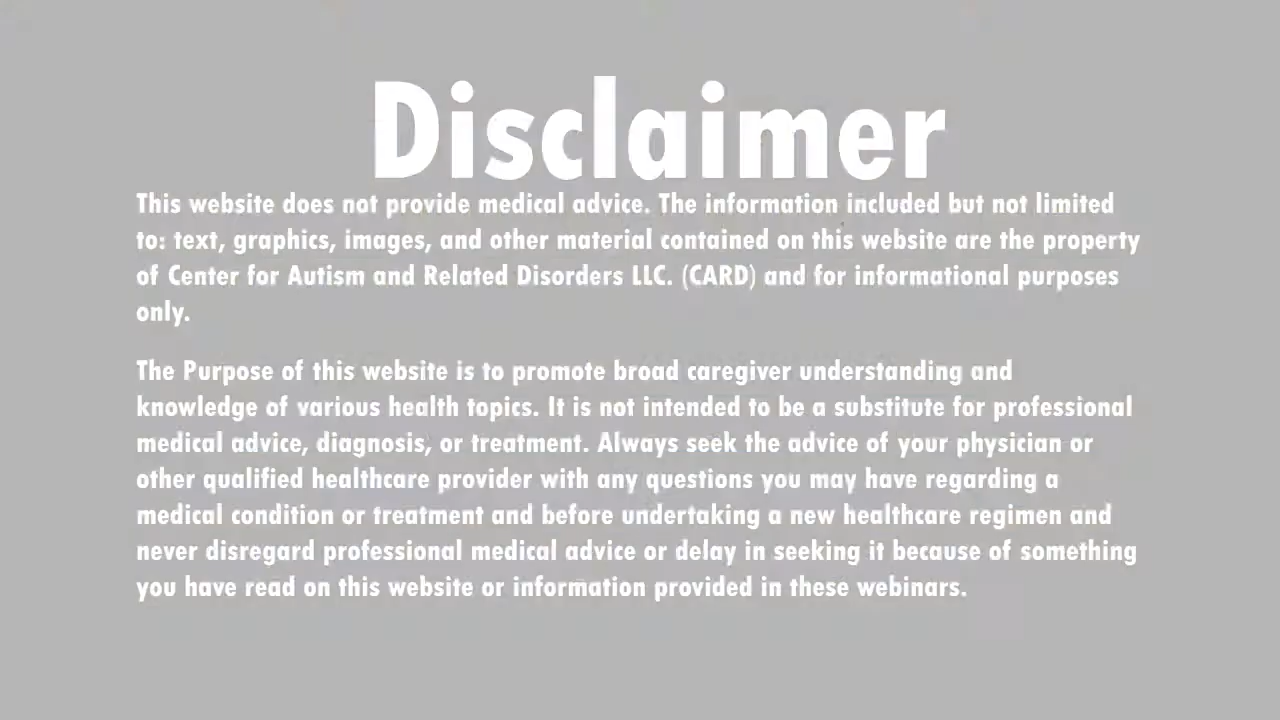 Disclaimer
This website does not provide medical advice. The information included but not limited
to: text, graphics, images, and other material contained on this website are the property
of Center for Autism and Related Disorders LLC. (CARD) and for informational purposes
only.
The Purpose of this website is to promote broad caregiver understanding and
knowledge of various health topics. It is not intended to be a substitute for professional
medical advice, diagnosis, or treatment. Always seek the advice of your physician or
other qualified healthcare provider with any questions you may have regarding a
medical condition or treatment and before undertaking a new healthcare regimen and
never disregard professional medical advice or delay in seeking it because of something
you have read on this website or information provided in these webinars.